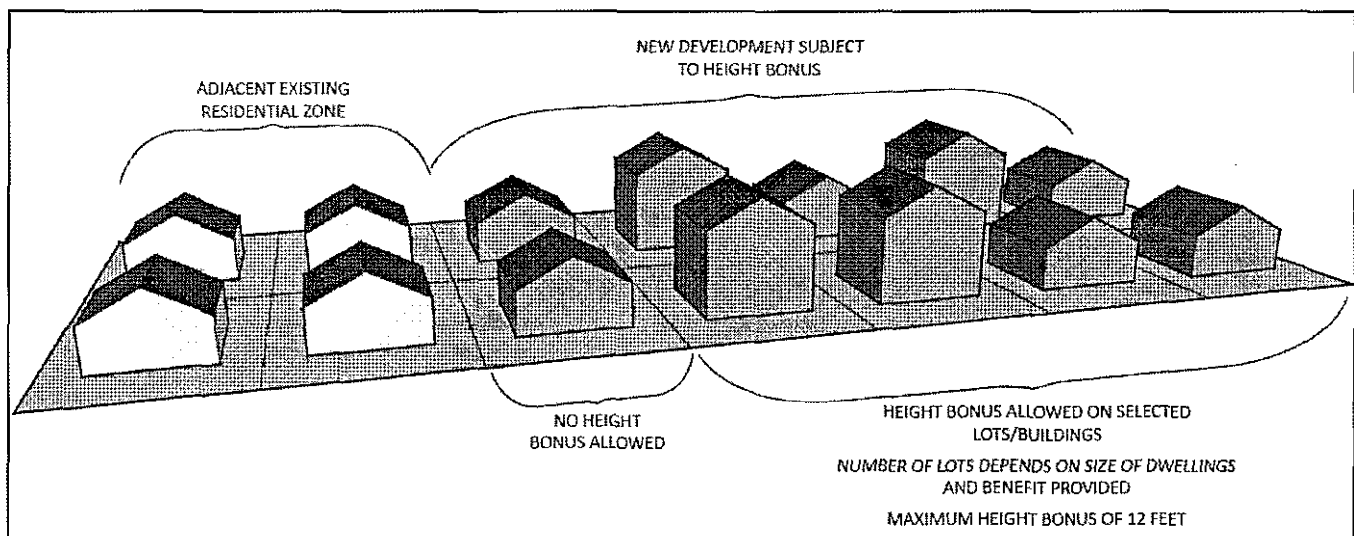 NEW DEVELOPMENT SUBJECT
TO HEIGHT BONUS
ADJACENT EXISTING
RESIDENTIAL ZONE
NO HEIGHT
BONUS ALLOWED
HEIGHT BONUS ALLOWED ON SELECTED
LOTS/BUILDINGS
NUMBER OF LOTS DEPENDS ON SIZE OF DWELLINGS
AND BENEFIT PROVIDED
MAXIMUM HEIGHT BONUS OF 12 FEET